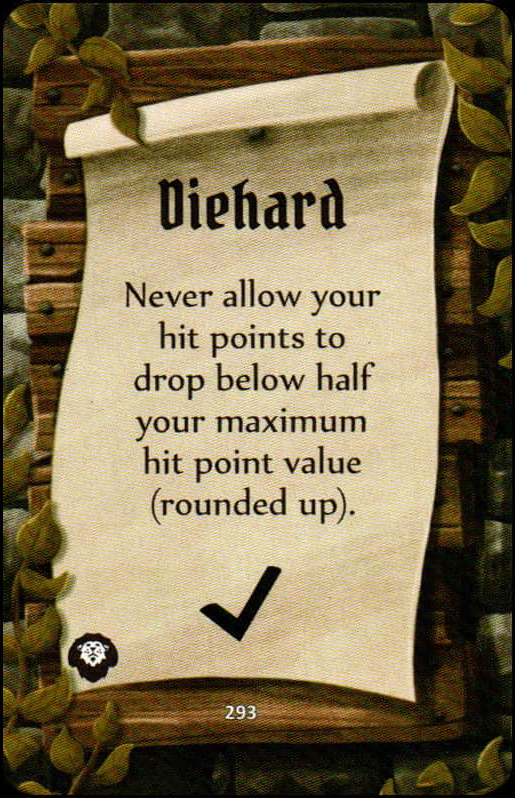 Diehard
Never allow your
hit points to
drop below half
your maximum
hit point value
(rounded up).
293